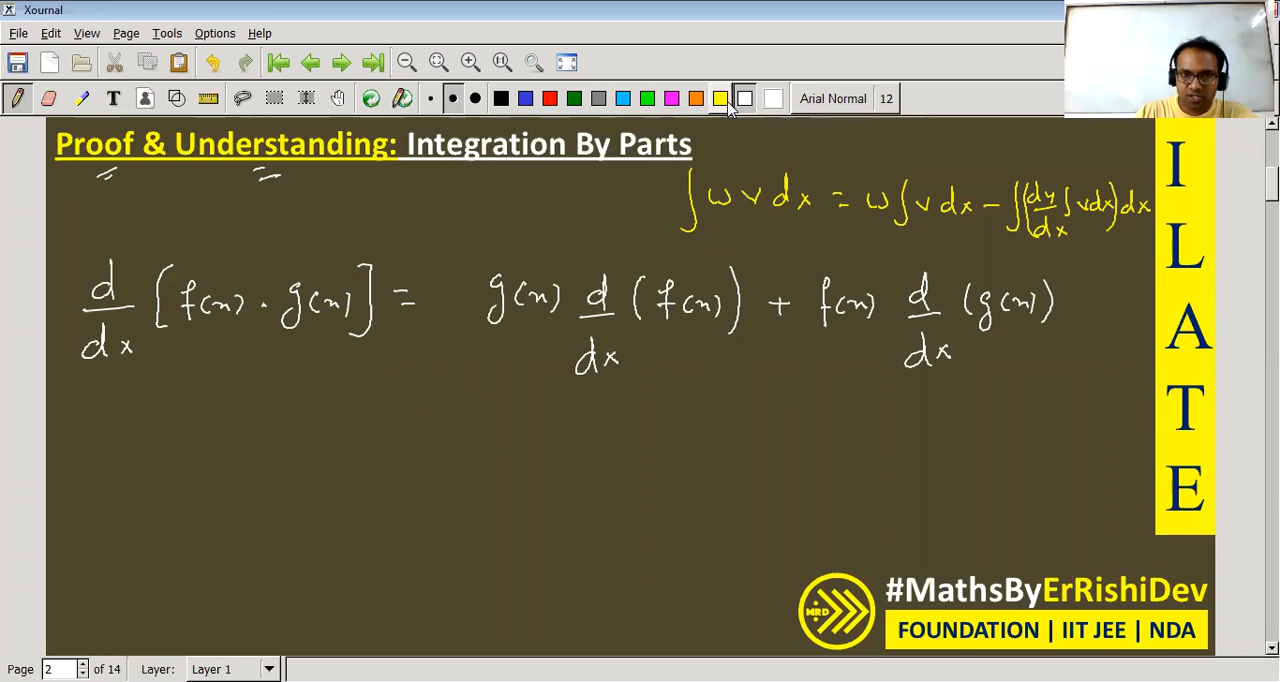 Xournal
File Edit View Page Tools Options Help
Arial Normal 12
Proof & Understanding: Integration By Parts
∫ u v dx = u ∫ v dx − ∫ (du/dx ∫ v dx) dx
d/dx [f(x) · g(x)] = g(x) d/dx (f(x)) + f(x) d/dx (g(x))
I
L
A
T
E
MRD
#MathsByErRishiDev
FOUNDATION | IIT JEE | NDA
Page 2 of 14 Layer: Layer 1